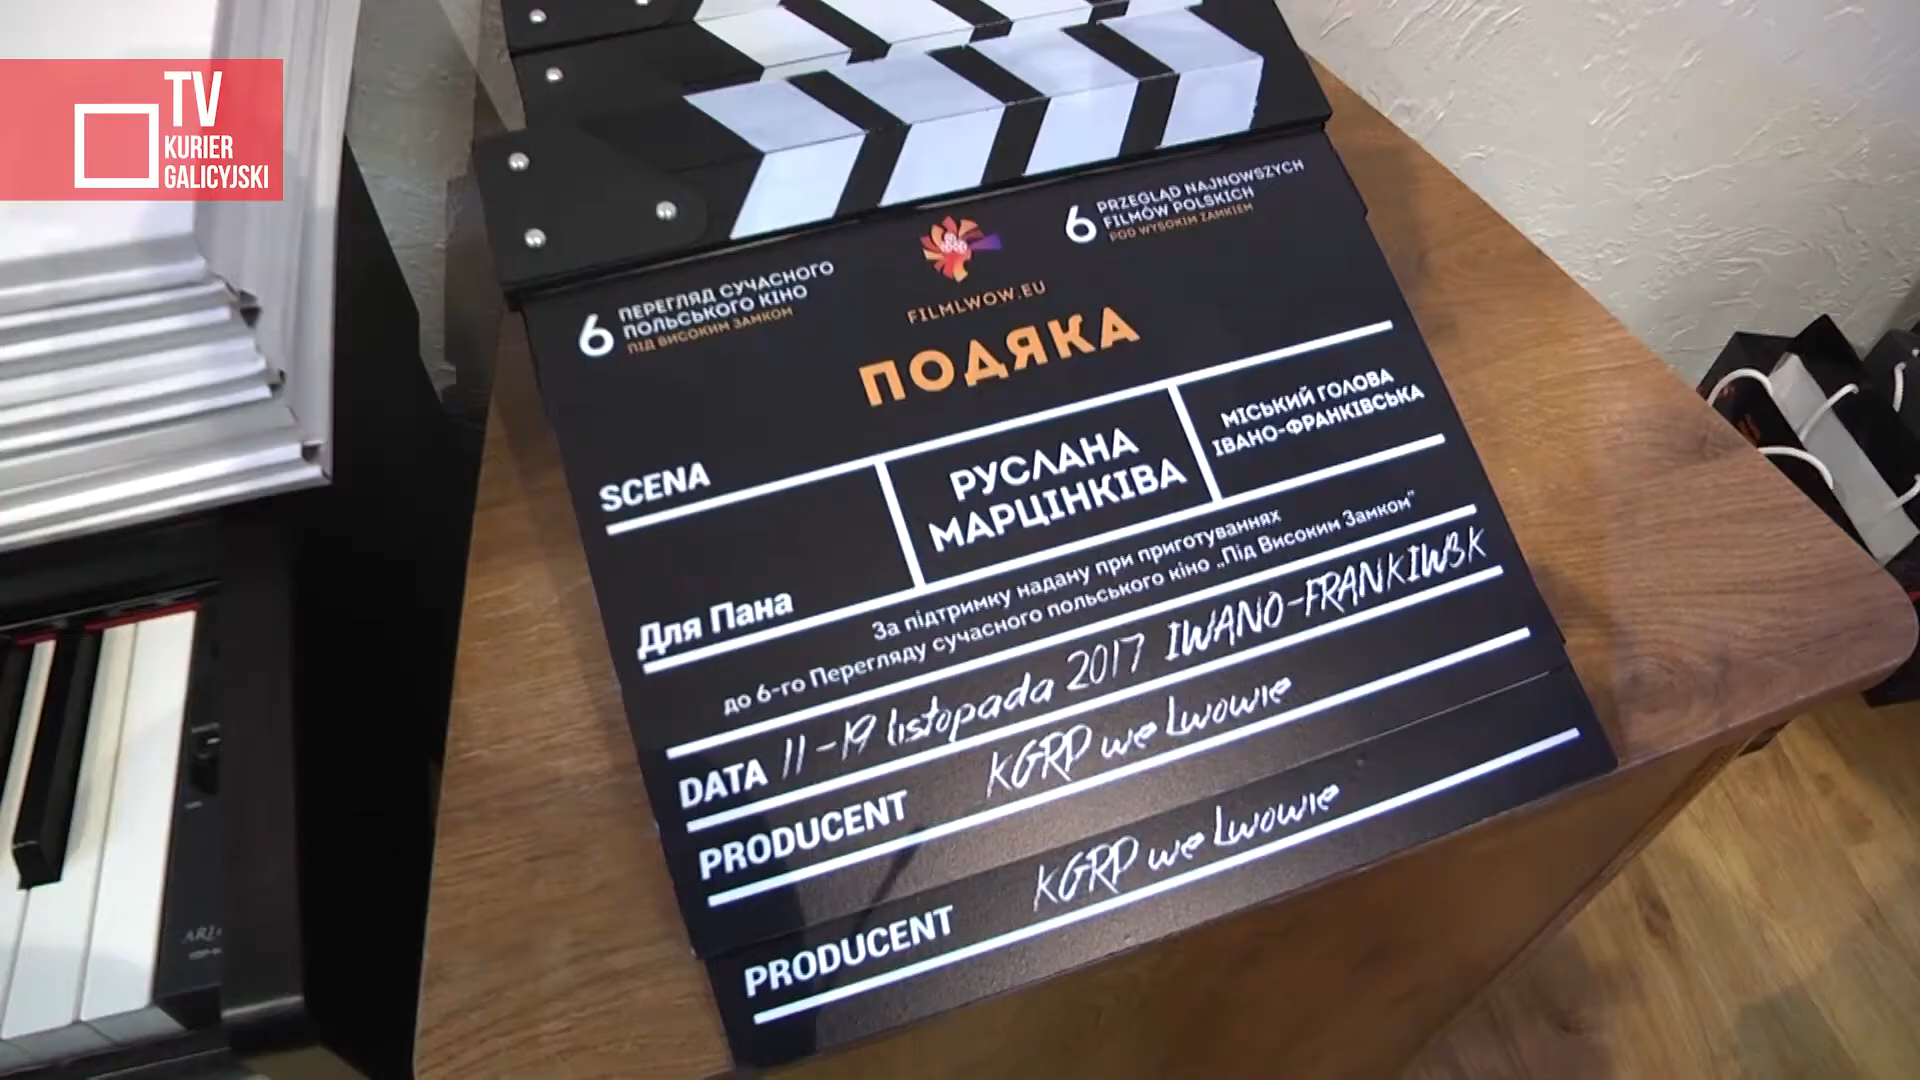 TV
KURIER
GALICYJSKI
6 ПЕРЕГЛЯД СУЧАСНОГО
ПОЛЬСЬКОГО КІНО
ПІД ВИСОКИМ ЗАМКОМ
FILMLWOW.EU
6 PRZEGLĄD NAJNOWSZYCH
FILMÓW POLSKICH
POD WYSOKIM ZAMKIEM
ПОДЯКА
SCENA
Для Пана
РУСЛАНА
МАРЦІНКІВА
МІСЬКИЙ ГОЛОВА
ІВАНО-ФРАНКІВСЬКА
За підтримку надану при приготуваннях
до 6-го Перегляду сучасного польського кіно „Під Високим Замком"
DATA 11-19 listopada 2017 IWANO-FRANKIWSK
PRODUCENT KGRP we Lwowie
PRODUCENT KGRP we Lwowie